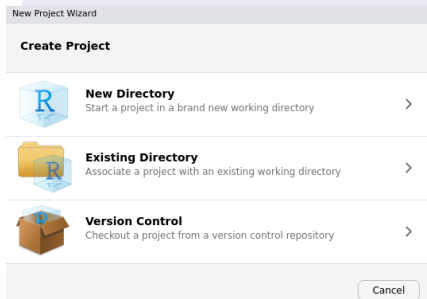 New Project Wizard
Create Project
R
New Directory
Start a project in a brand new working directory
R
Existing Directory
Associate a project with an existing working directory
R
Version Control
Checkout a project from a version control repository
Cancel